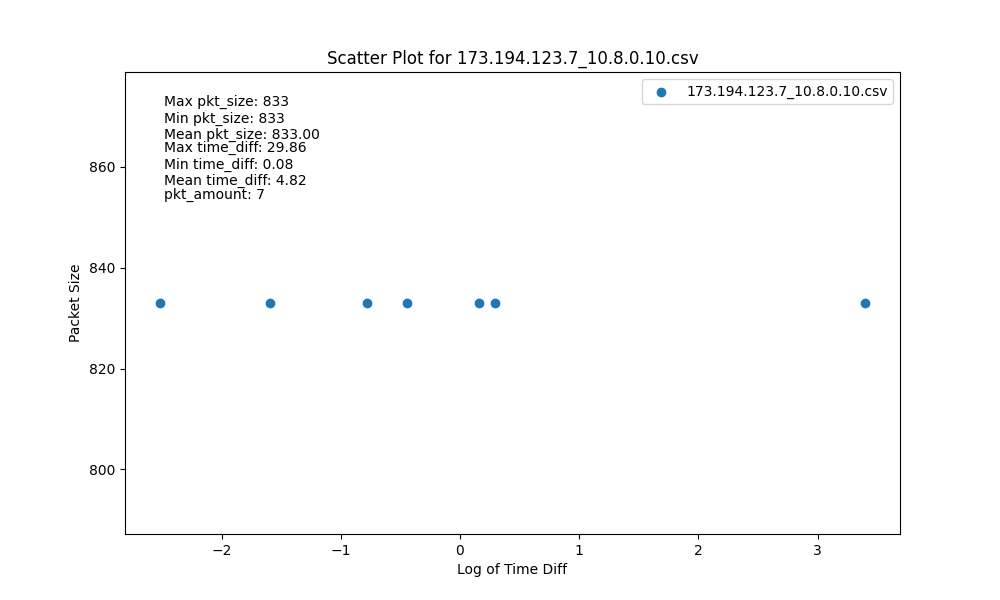 Scatter Plot for 173.194.123.7_10.8.0.10.csv
173.194.123.7_10.8.0.10.csv
Max pkt_size: 833
Min pkt_size: 833
Mean pkt_size: 833.00
Max time_diff: 29.86
Min time_diff: 0.08
Mean time_diff: 4.82
pkt_amount: 7
Packet Size
860
840
820
800
−2 −1 0 1 2 3
Log of Time Diff